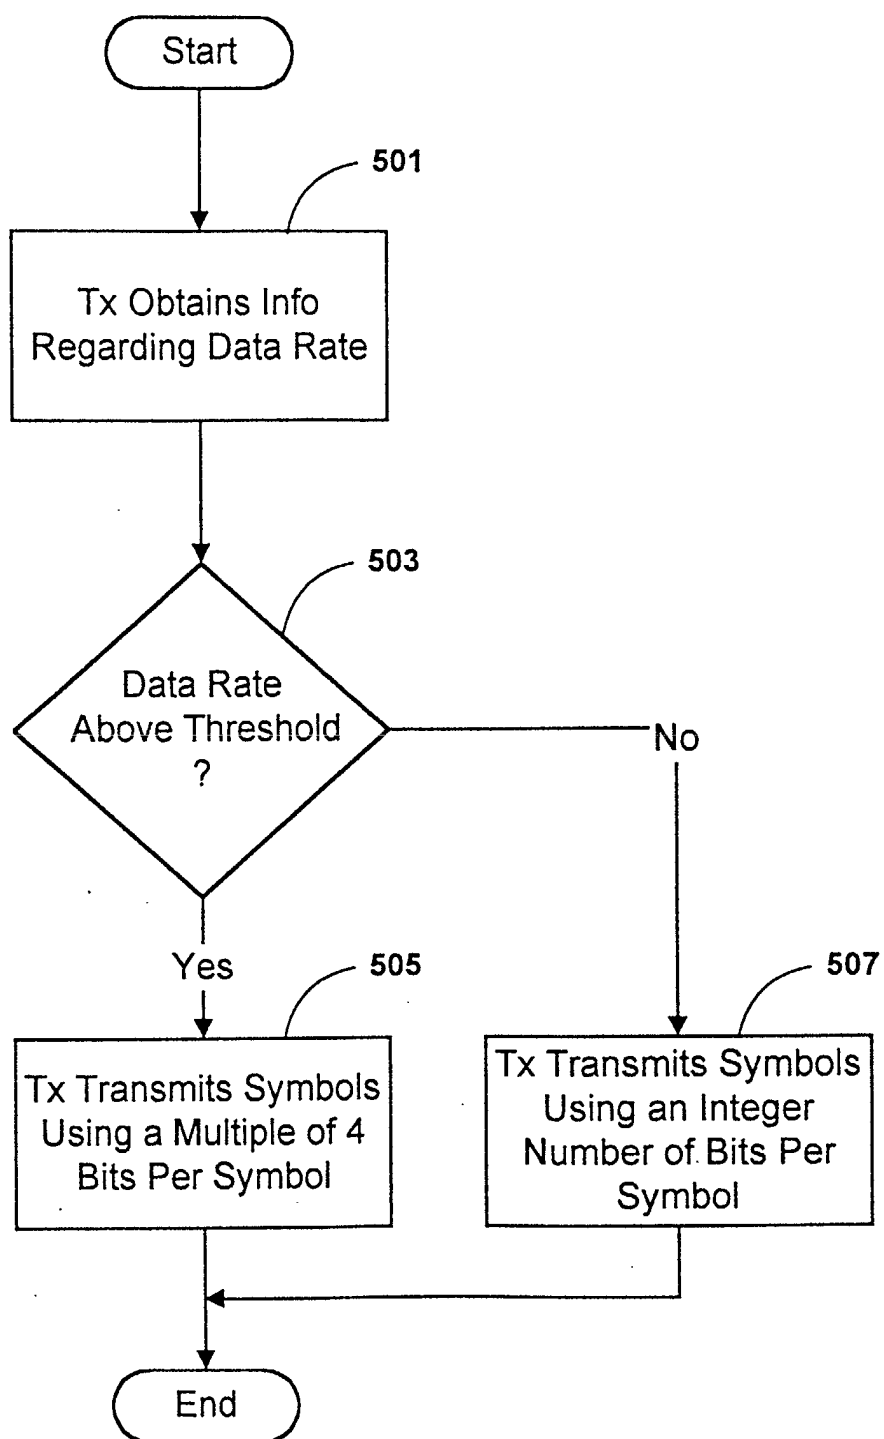 Start
501
Tx Obtains Info
Regarding Data Rate
503
Data Rate
Above Threshold
?
No
Yes
505
507
Tx Transmits Symbols
Using a Multiple of 4
Bits Per Symbol
Tx Transmits Symbols
Using an Integer
Number of Bits Per
Symbol
End